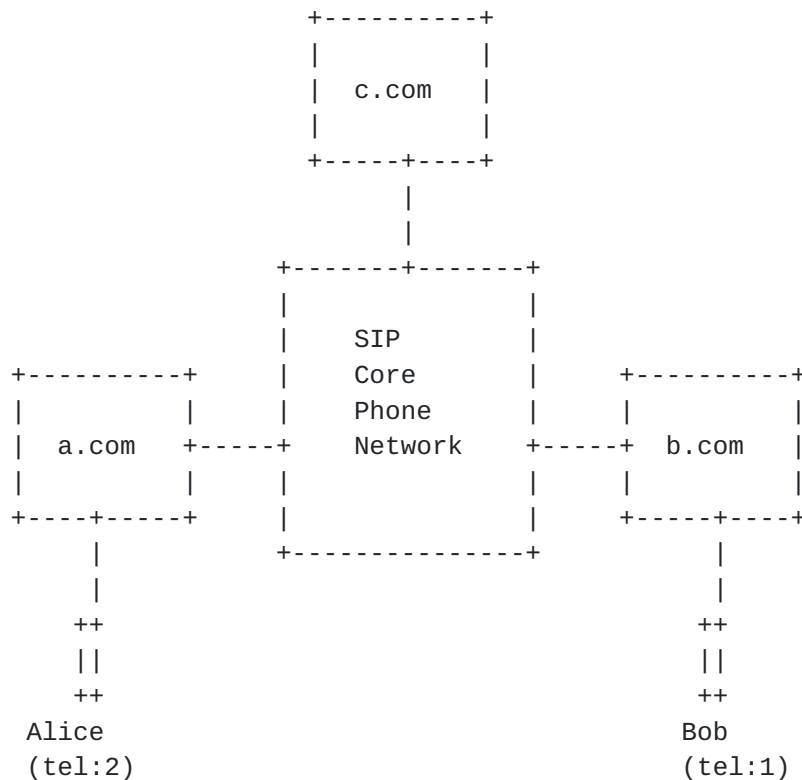 c.com
SIP
Core
Phone
Network
a.com
b.com
Alice
(tel:2)
Bob
(tel:1)